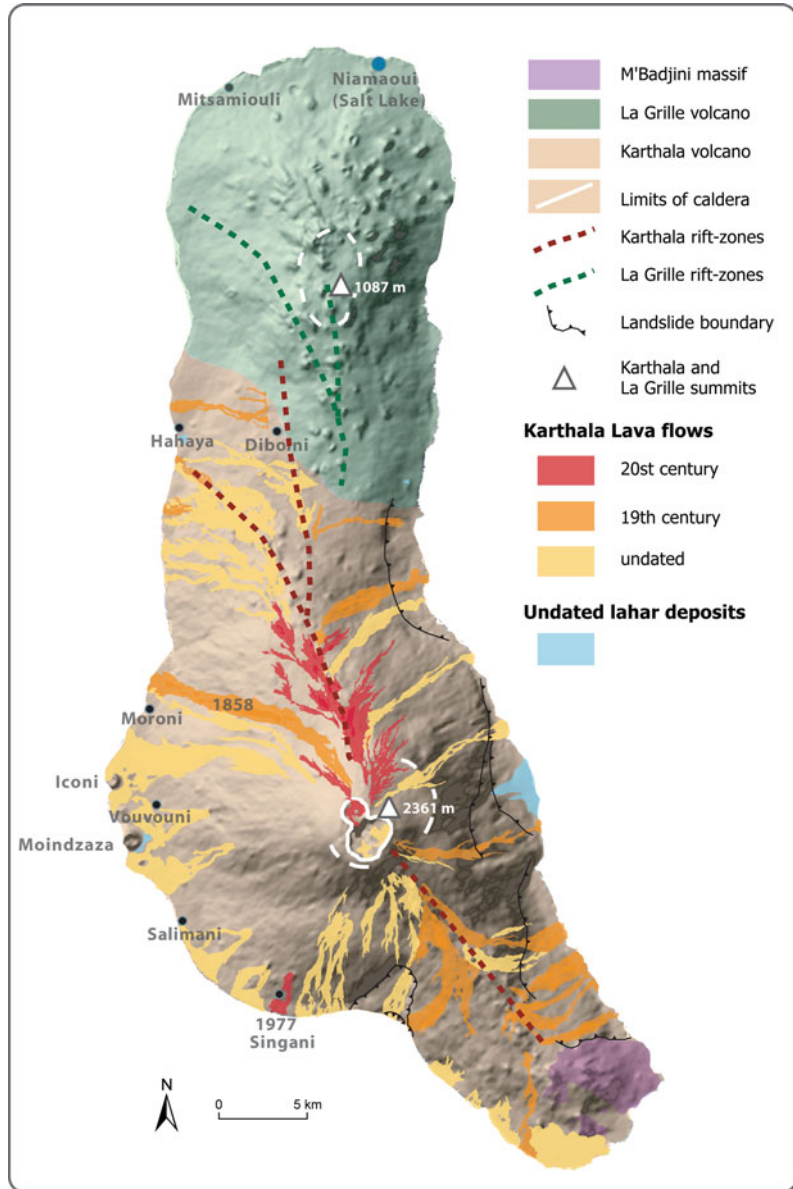 Niamaoui
(Salt Lake)
Mitsamiouli
1087 m
Hahaya
Diboini
1858
Moroni
Iconi
Vouvouni
Moindzaza
2361 m
Salimani
1977
Singani
N
0 5 km
M'Badjini massif
La Grille volcano
Karthala volcano
Limits of caldera
Karthala rift-zones
La Grille rift-zones
Landslide boundary
Karthala and
La Grille summits
Karthala Lava flows
20st century
19th century
undated
Undated lahar deposits